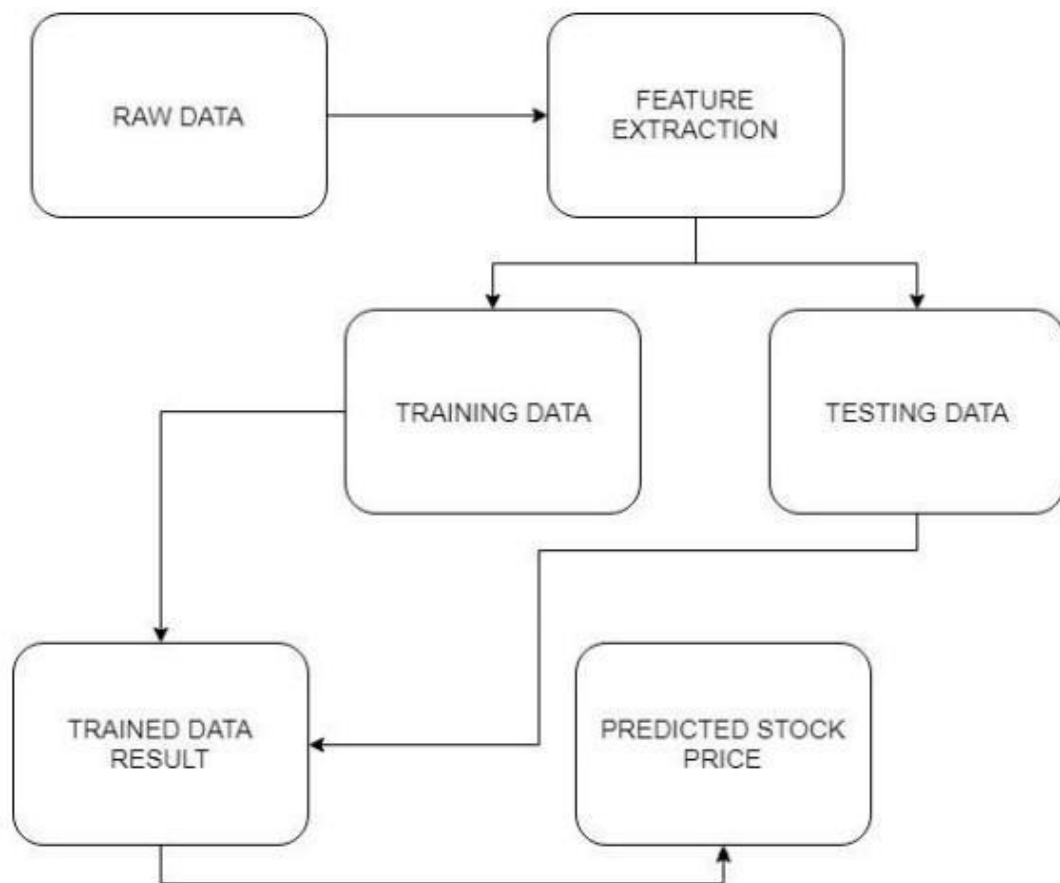 RAW DATA
FEATURE
EXTRACTION
TRAINING DATA
TESTING DATA
TRAINED DATA
RESULT
PREDICTED STOCK
PRICE